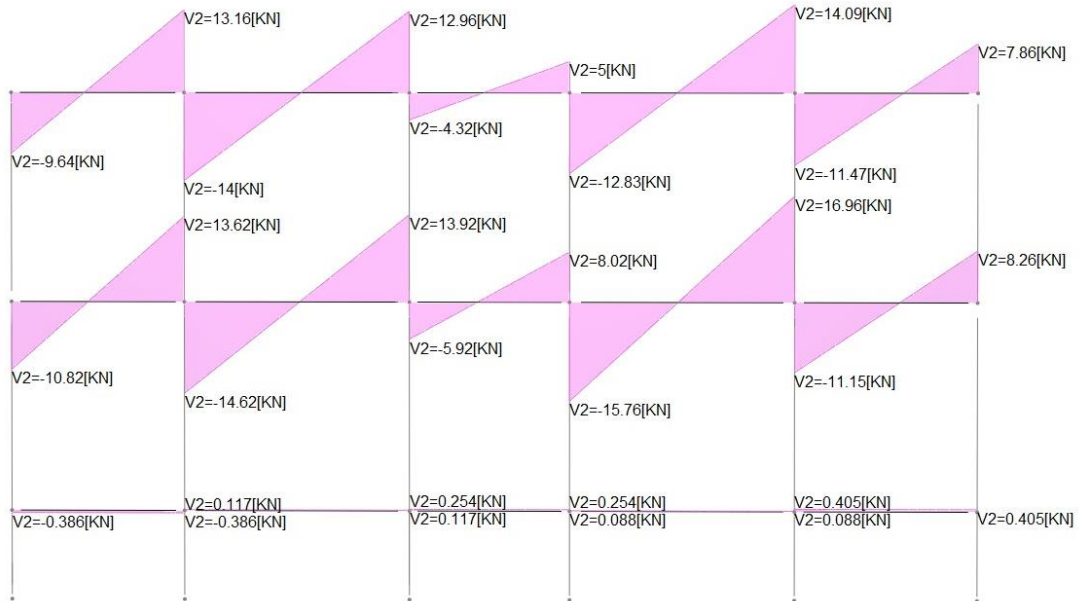 V2=13.16[KN]
V2=12.96[KN]
V2=14.09[KN]
V2=7.86[KN]
V2=5[KN]
V2=-9.64[KN]
V2=-14[KN]
V2=-4.32[KN]
V2=-12.83[KN]
V2=-11.47[KN]
V2=13.62[KN]
V2=13.92[KN]
V2=8.02[KN]
V2=16.96[KN]
V2=8.26[KN]
V2=-10.82[KN]
V2=-14.62[KN]
V2=-5.92[KN]
V2=-15.76[KN]
V2=-11.15[KN]
V2=0.117[KN]
V2=0.254[KN]
V2=0.254[KN]
V2=0.405[KN]
V2=-0.386[KN]
V2=-0.386[KN]
V2=0.117[KN]
V2=0.088[KN]
V2=0.088[KN]
V2=0.405[KN]